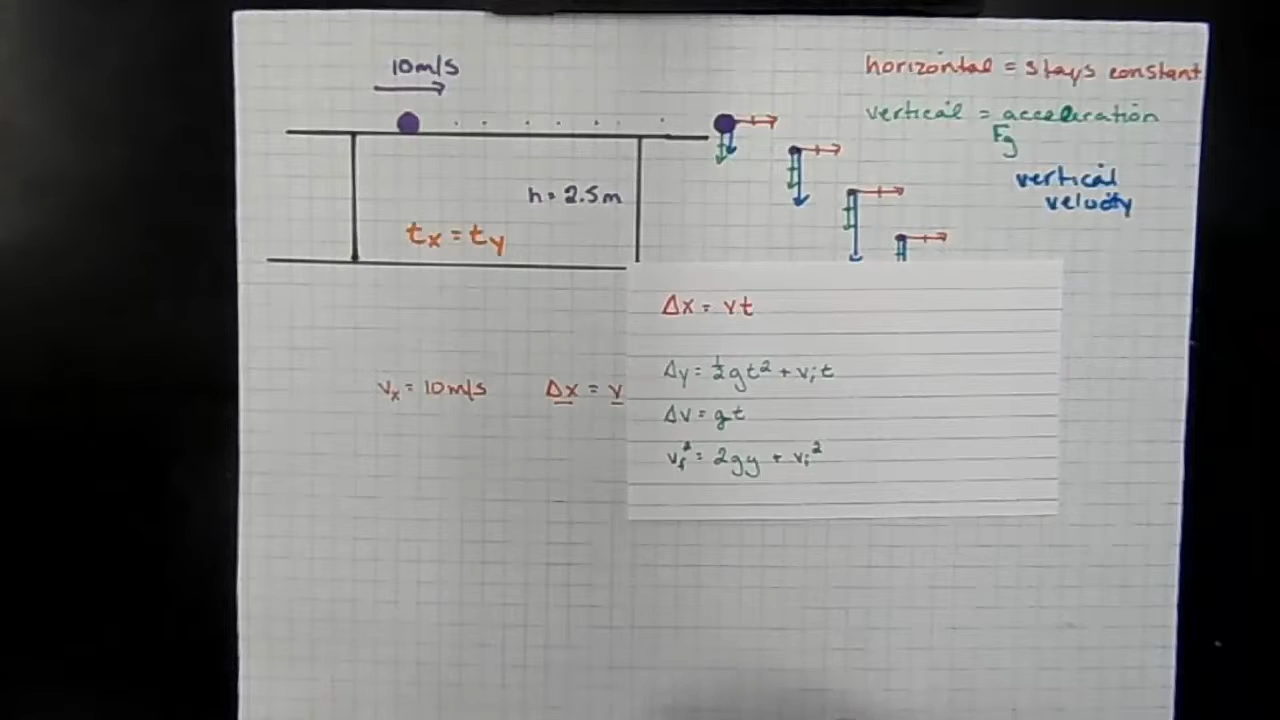 10m/s
horizontal = stays constant
vertical = acceleration
Fg
vertical
velocity
h = 2.5m
tx = ty
Δx = vt
Δy = ½gt² + vit
vx = 10m/s Δx = v
Δv = gt
vf² = 2gy + vi²